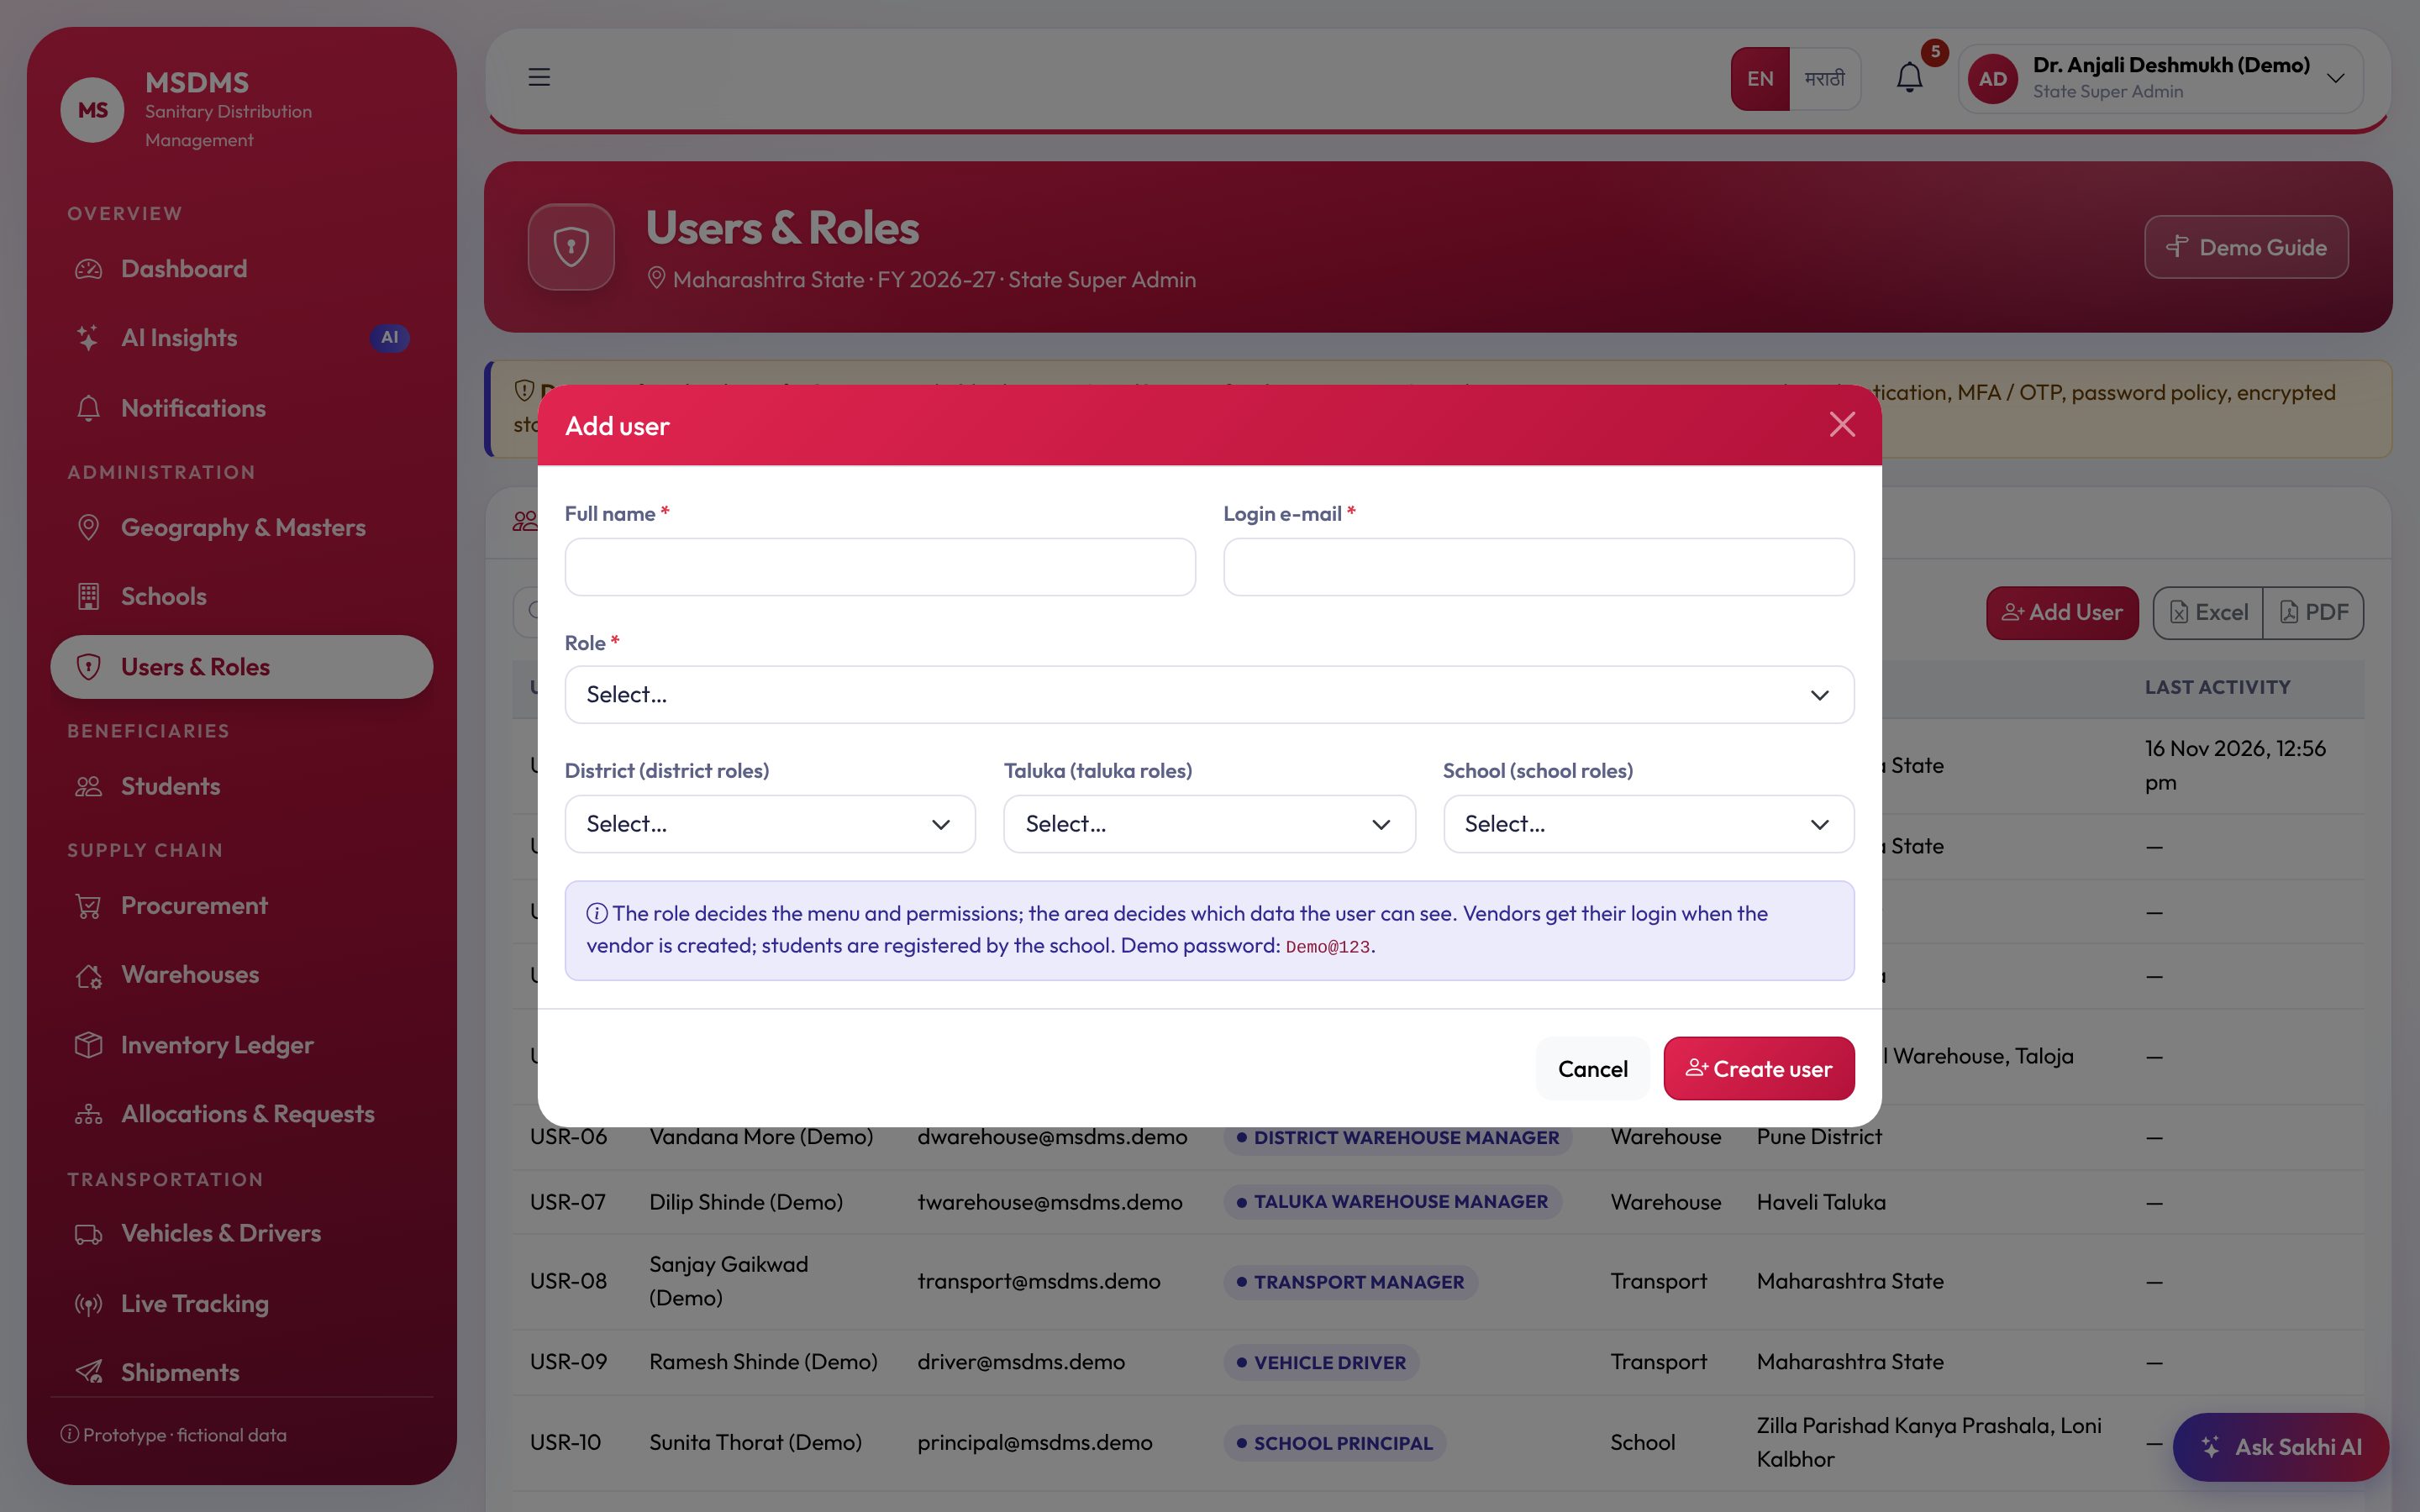 MS
MSDMS
Sanitary Distribution
Management
OVERVIEW
Dashboard
AI Insights
AI
Notifications
ADMINISTRATION
Geography & Masters
Schools
Users & Roles
BENEFICIARIES
Students
SUPPLY CHAIN
Procurement
Warehouses
Inventory Ledger
Allocations & Requests
TRANSPORTATION
Vehicles & Drivers
Live Tracking
Shipments
Prototype · fictional data
EN
मराठी
5
AD
Dr. Anjali Deshmukh (Demo)
State Super Admin
Users & Roles
Maharashtra State · FY 2026-27 · State Super Admin
Demo Guide
MFA / OTP, password policy, encrypted
Add user
Full name *
Login e-mail *
Role *
Select...
District (district roles)
Taluka (taluka roles)
School (school roles)
Select...
Select...
Select...
The role decides the menu and permissions; the area decides which data the user can see. Vendors get their login when the
vendor is created; students are registered by the school. Demo password: Demo@123.
Cancel
Create user
Add User
Excel
PDF
LAST ACTIVITY
State
16 Nov 2026, 12:56
pm
State
—
—
—
Warehouse, Taloja
—
USR-06
Vandana More (Demo)
dwarehouse@msdms.demo
DISTRICT WAREHOUSE MANAGER
Warehouse
Pune District
—
USR-07
Dilip Shinde (Demo)
twarehouse@msdms.demo
TALUKA WAREHOUSE MANAGER
Warehouse
Haveli Taluka
—
USR-08
Sanjay Gaikwad
(Demo)
transport@msdms.demo
TRANSPORT MANAGER
Transport
Maharashtra State
—
USR-09
Ramesh Shinde (Demo)
driver@msdms.demo
VEHICLE DRIVER
Transport
Maharashtra State
—
USR-10
Sunita Thorat (Demo)
principal@msdms.demo
SCHOOL PRINCIPAL
School
Zilla Parishad Kanya Prashala, Loni
Kalbhor
—
Ask Sakhi AI